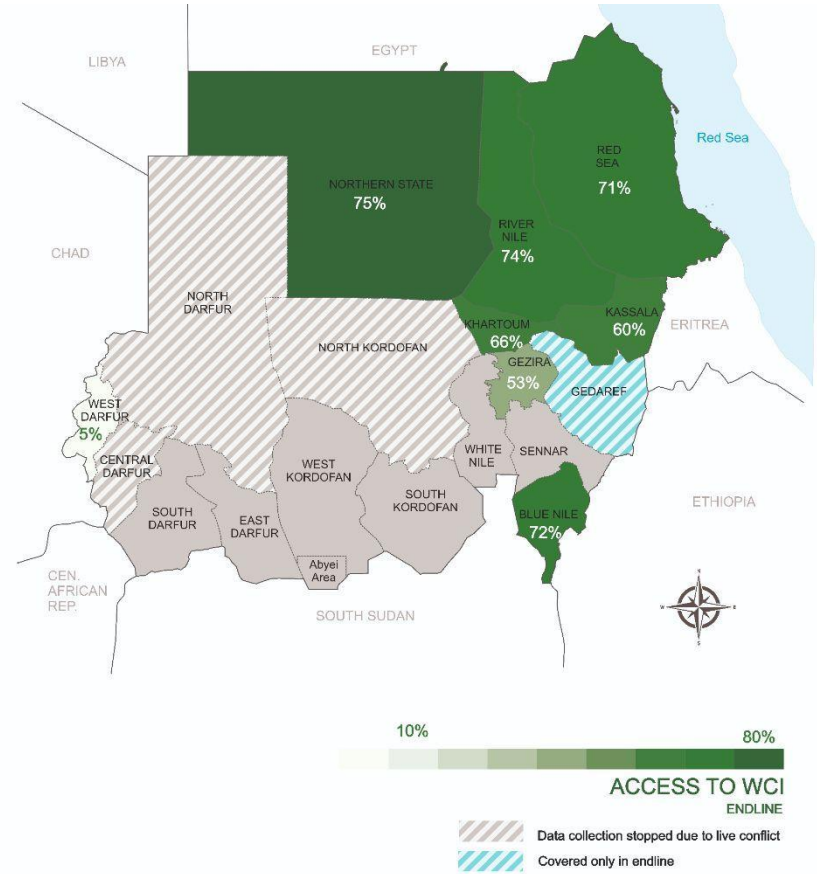 EGYPT
LIBYA
Red Sea
RED
SEA
71%
NORTHERN STATE
75%
RIVER
NILE
74%
CHAD
NORTH
DARFUR
KASSALA
60%
ERITREA
KHARTOUM
66%
NORTH KORDOFAN
GEZIRA
53%
GEDAREF
WEST
DARFUR
5%
CENTRAL
DARFUR
WHITE
NILE
SENNAR
WEST
KORDOFAN
SOUTH
KORDOFAN
SOUTH
DARFUR
EAST
DARFUR
BLUE NILE
72%
ETHIOPIA
Abyei
Area
CEN.
AFRICAN
REP.
SOUTH SUDAN
N
W
E
S
10%
80%
ACCESS TO WCI
ENDLINE
Data collection stopped due to live conflict
Covered only in endline